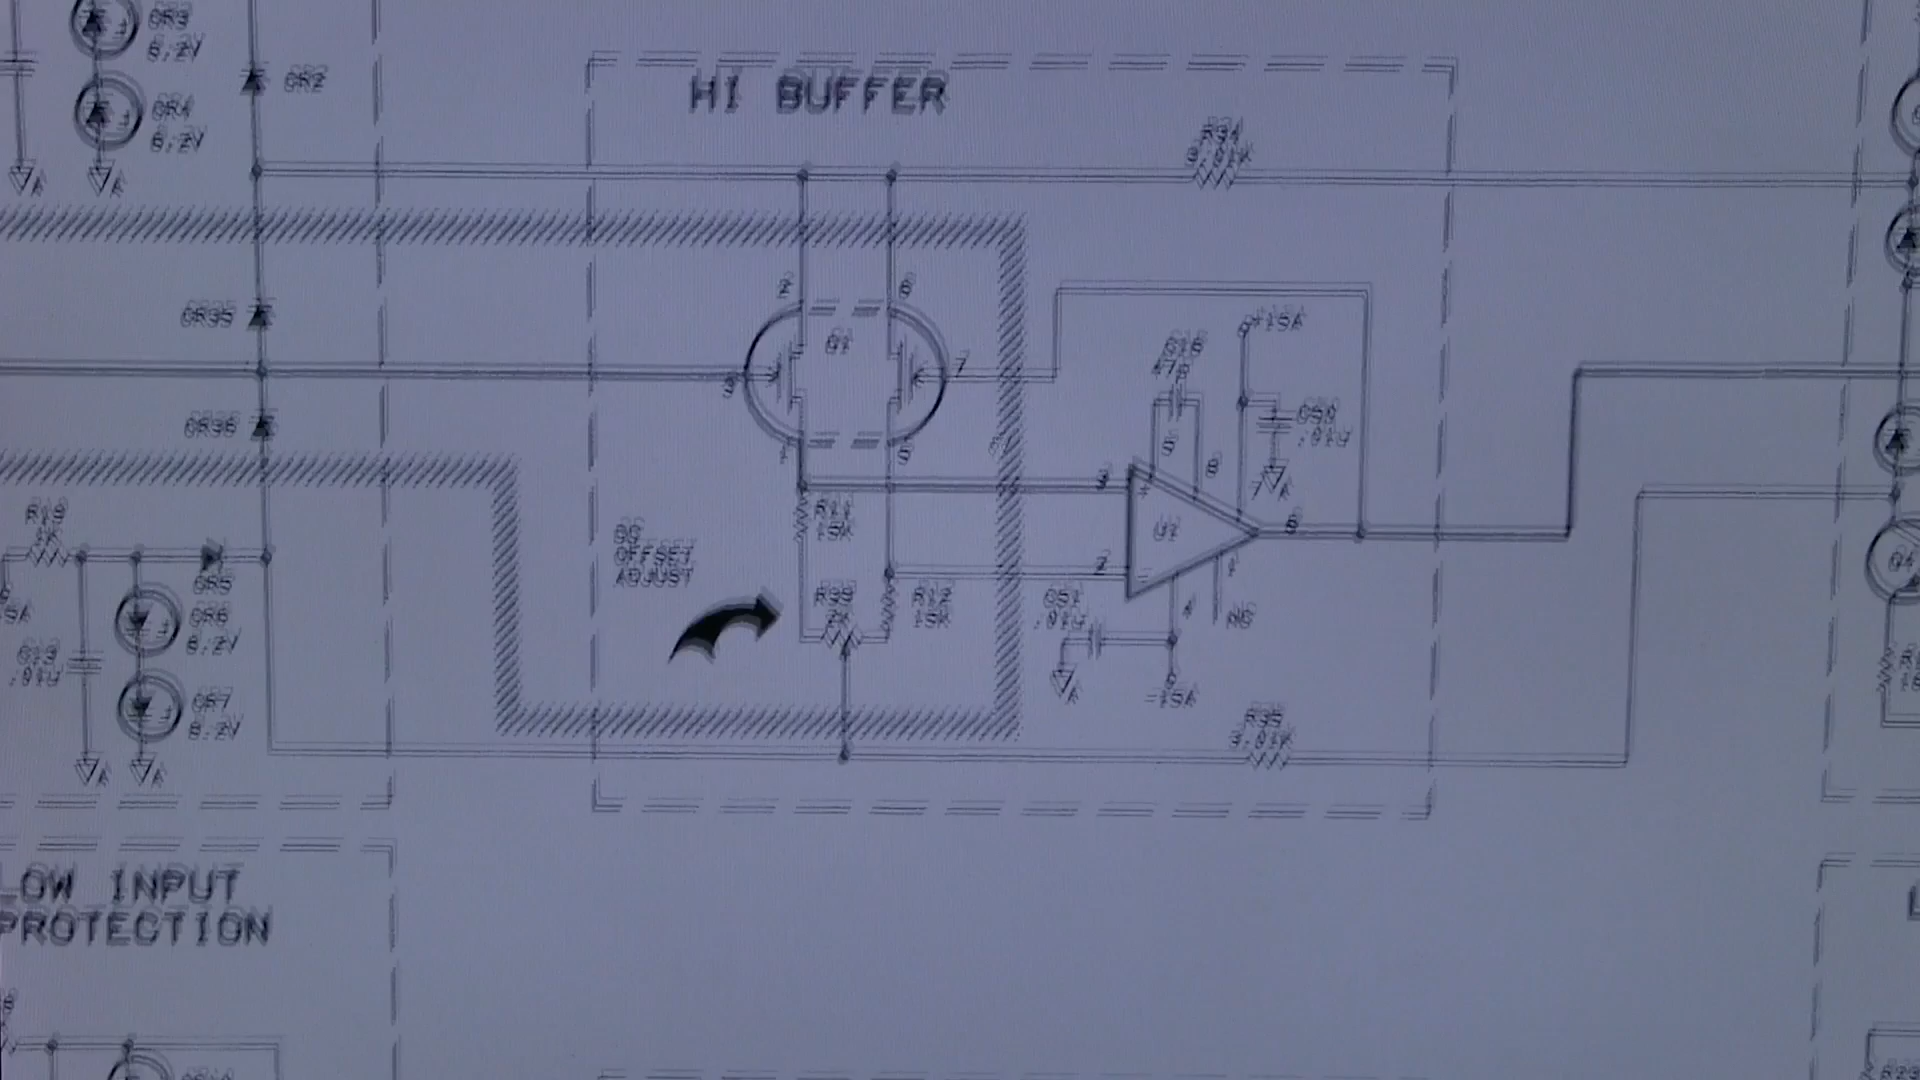 CR3
6.2V
CR4
6.2V
CR2
HI BUFFER
R34
CR35
CR36
2
6
Q1
3
7
1
5
C16
47P
+15A
C50
.01U
5
8
7
A
3
2
U1
6
1
4
NC
R11
15K
DC
OFFSET
ADJUST
R39
2K
R12
15K
C51
.01U
A
-15A
R35
3.01K
R19
1K
CR5
CR6
6.2V
C13
.01U
CR7
6.2V
A
A
LOW INPUT
PROTECTION